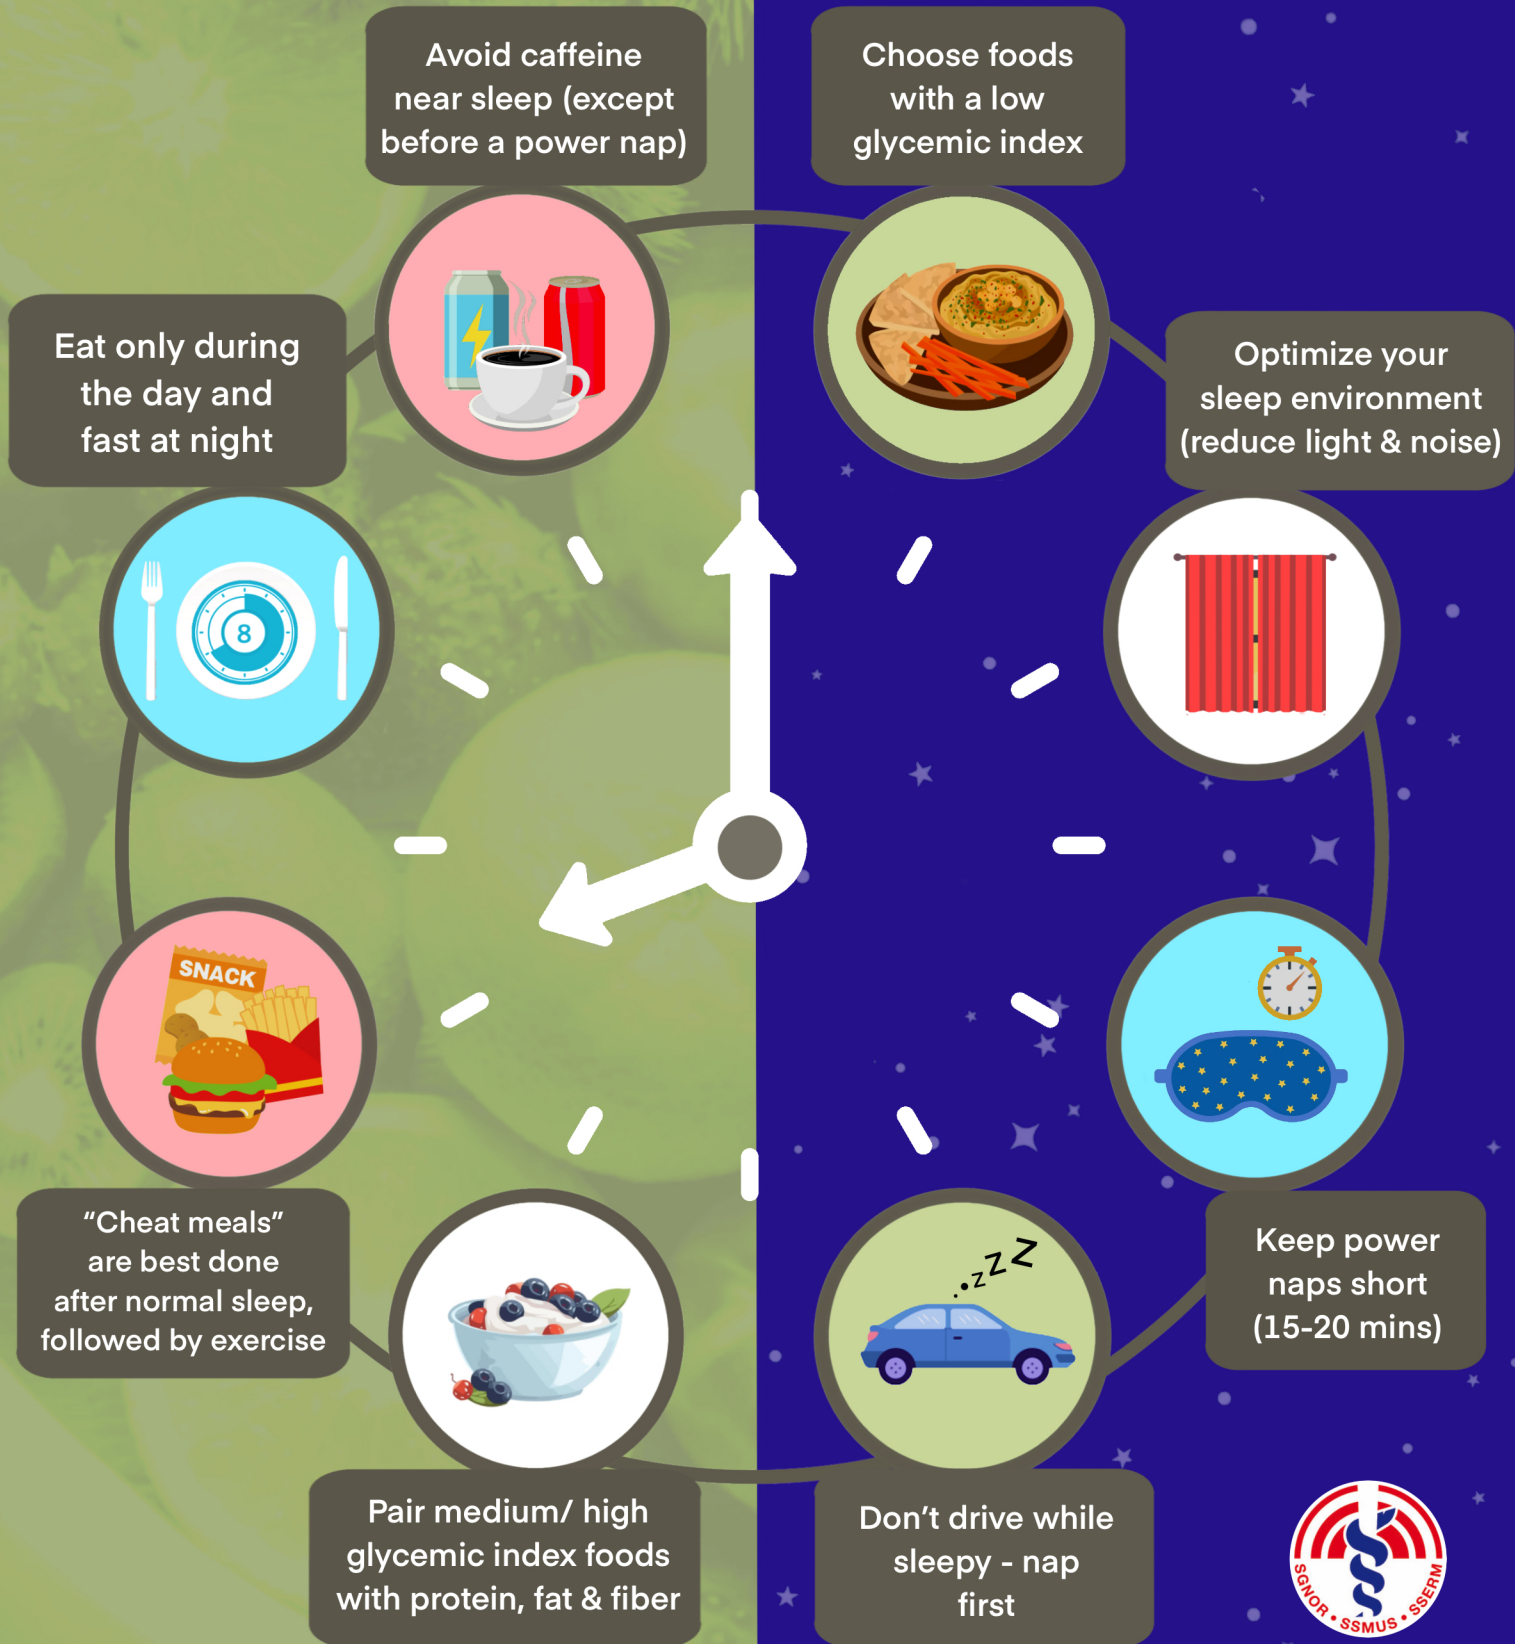 Avoid caffeine
near sleep (except
before a power nap)
Choose foods
with a low
glycemic index
Eat only during
the day and
fast at night
Optimize your
sleep environment
(reduce light & noise)
8
SNACK
“Cheat meals”
are best done
after normal sleep,
followed by exercise
Keep power
naps short
(15-20 mins)
zzZ
Pair medium/ high
glycemic index foods
with protein, fat & fiber
Don’t drive while
sleepy - nap
first
SGNOR • SSMUS • SSERM